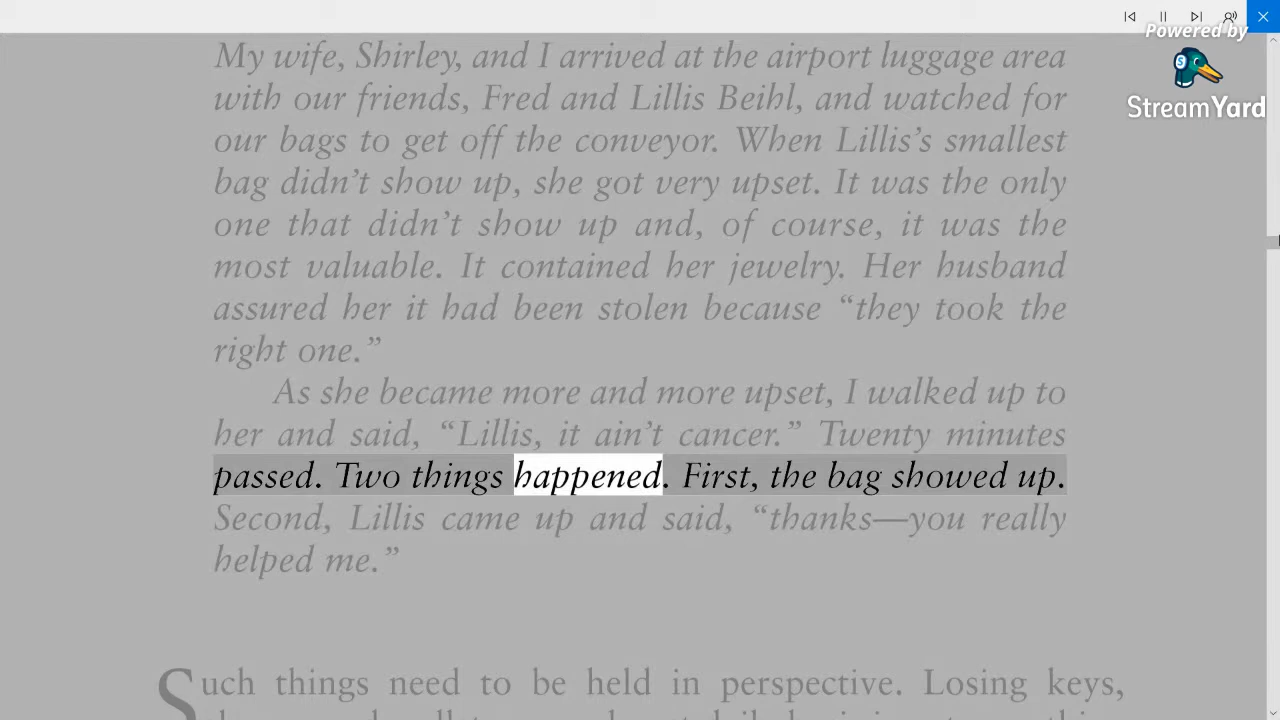 Powered by
StreamYard
My wife, Shirley, and I arrived at the airport luggage area
with our friends, Fred and Lillis Beihl, and watched for
our bags to get off the conveyor. When Lillis’s smallest
bag didn’t show up, she got very upset. It was the only
one that didn’t show up and, of course, it was the
most valuable. It contained her jewelry. Her husband
assured her it had been stolen because “they took the
right one.”
As she became more and more upset, I walked up to
her and said, “Lillis, it ain’t cancer.” Twenty minutes
passed. Two things happened. First, the bag showed up.
Second, Lillis came up and said, “thanks—you really
helped me.”
Such things need to be held in perspective. Losing keys,